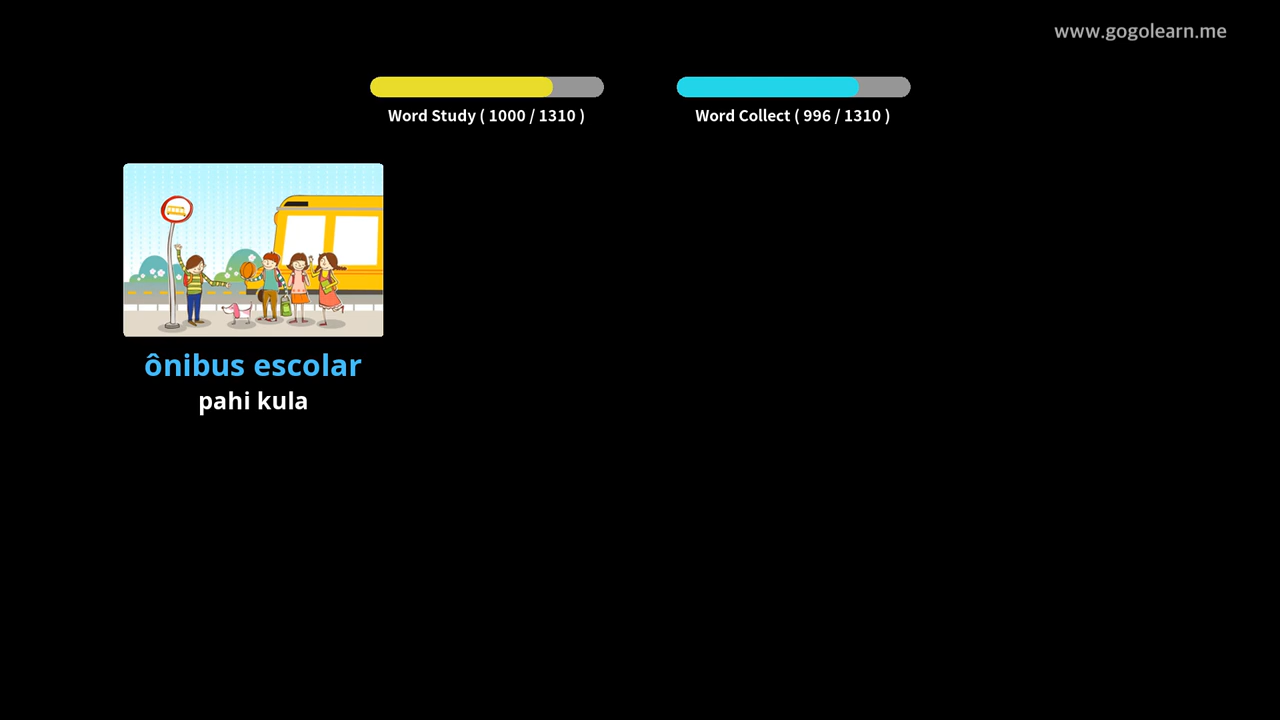 www.gogolearn.me
Word Study ( 1000 / 1310 )
Word Collect ( 996 / 1310 )
ônibus escolar
pahi kula